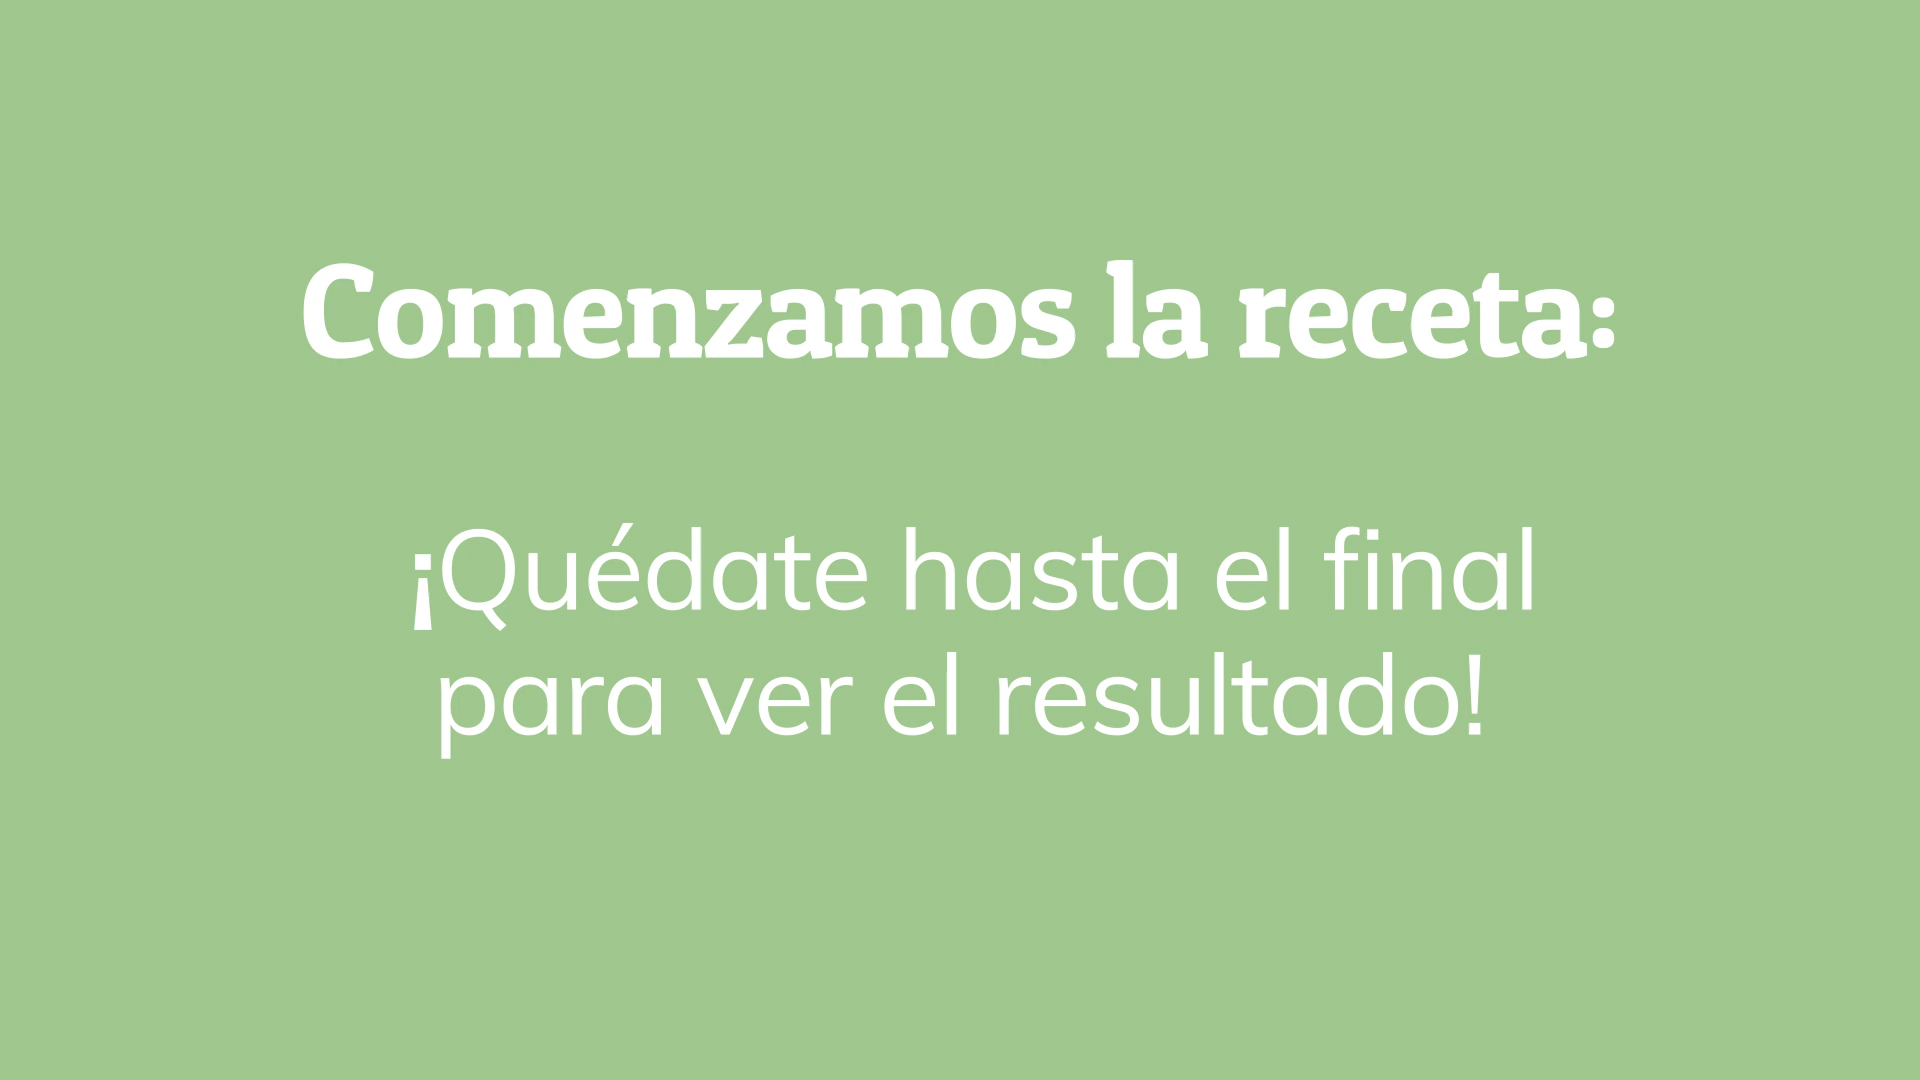 Comenzamos la receta:
¡Quédate hasta el final
para ver el resultado!